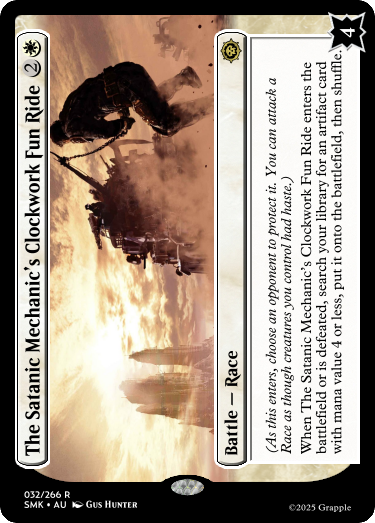 The Satanic Mechanic's Clockwork Fun Ride 2
Battle — Race
(As this enters, choose an opponent to protect it. You can attack a
Race as though creatures you control had haste.)
When The Satanic Mechanic's Clockwork Fun Ride enters the
battlefield or is defeated, search your library for an artifact card
with mana value 4 or less, put it onto the battlefield, then shuffle.
4
032/266 R
SMK • AU Gus Hunter
©2025 Grapple